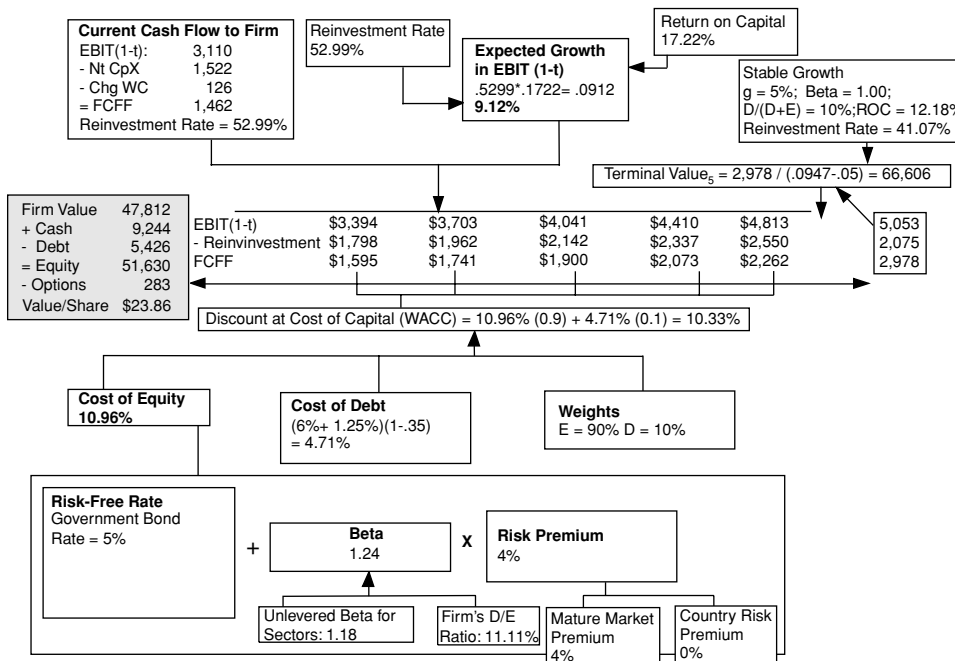 Current Cash Flow to Firm
EBIT(1-t): 3,110
- Nt CpX 1,522
- Chg WC 126
= FCFF 1,462
Reinvestment Rate = 52.99%
Reinvestment Rate
52.99%
Expected Growth
in EBIT (1-t)
.5299*.1722= .0912
9.12%
Return on Capital
17.22%
Stable Growth
g = 5%; Beta = 1.00;
D/(D+E) = 10%;ROC = 12.18%
Reinvestment Rate = 41.07%
Terminal Value5 = 2,978 / (.0947-.05) = 66,606
Firm Value 47,812
+ Cash 9,244
- Debt 5,426
= Equity 51,630
- Options 283
Value/Share $23.86
EBIT(1-t) $3,394 $3,703 $4,041 $4,410 $4,813
- Reinvinvestment $1,798 $1,962 $2,142 $2,337 $2,550
FCFF $1,595 $1,741 $1,900 $2,073 $2,262
5,053
2,075
2,978
Discount at Cost of Capital (WACC) = 10.96% (0.9) + 4.71% (0.1) = 10.33%
Cost of Equity
10.96%
Cost of Debt
(6%+ 1.25%)(1-.35)
= 4.71%
Weights
E = 90% D = 10%
Risk-Free Rate
Government Bond
Rate = 5%
+
Beta
1.24
X
Risk Premium
4%
Unlevered Beta for
Sectors: 1.18
Firm's D/E
Ratio: 11.11%
Mature Market
Premium
4%
Country Risk
Premium
0%